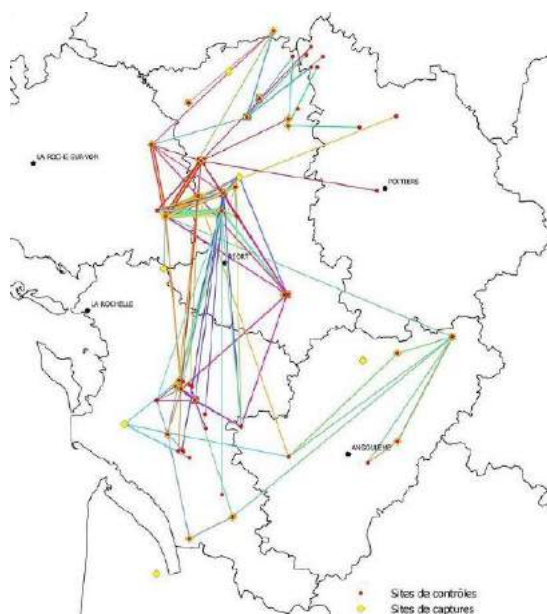 LA ROCHE SUR YON
POITIERS
NIORT
LA ROCHELLE
ANGOULEME
Sites de contrôles
Sites de captures